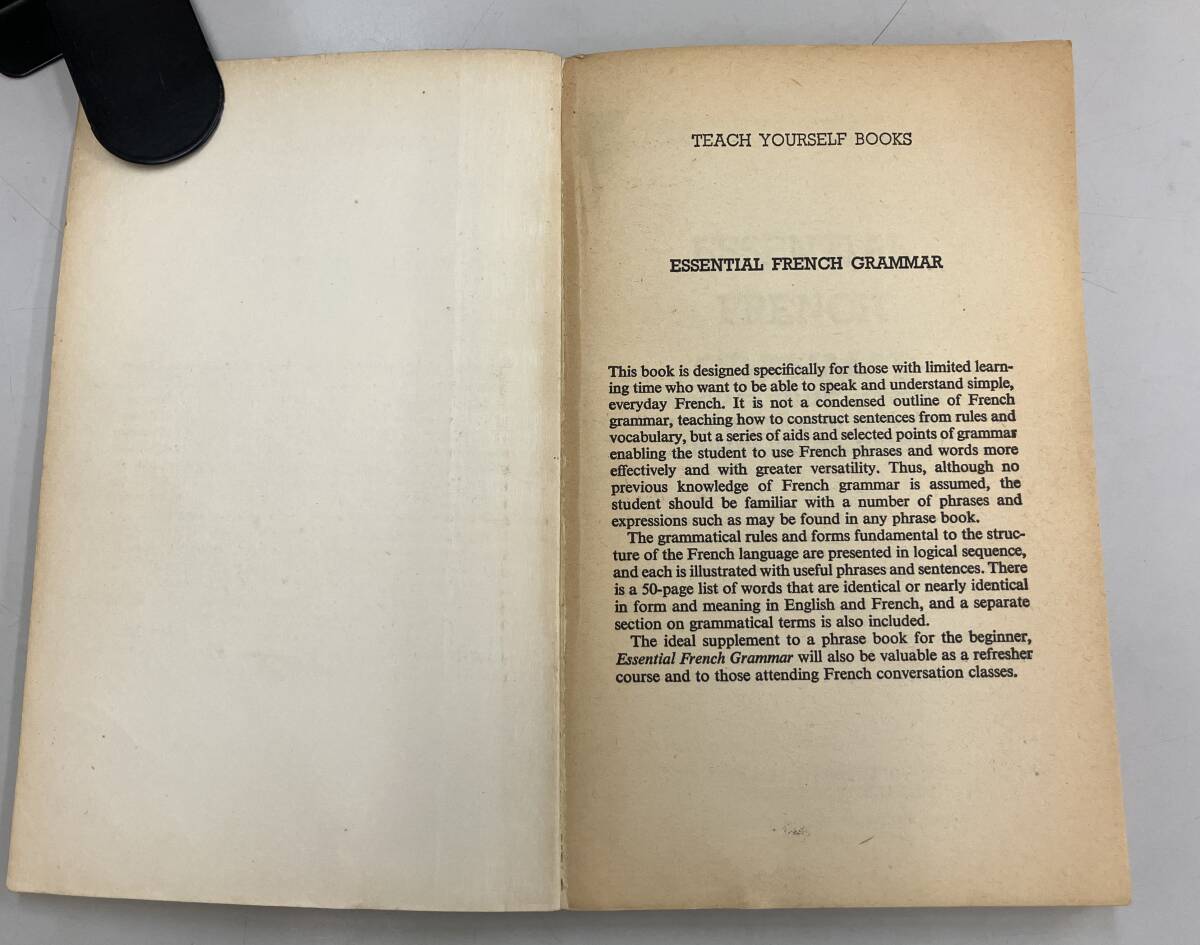 TEACH YOURSELF BOOKS
ESSENTIAL FRENCH GRAMMAR
This book is designed specifically for those with limited learn-
ing time who want to be able to speak and understand simple,
everyday French. It is not a condensed outline of French
grammar, teaching how to construct sentences from rules and
vocabulary, but a series of aids and selected points of grammar
enabling the student to use French phrases and words more
effectively and with greater versatility. Thus, although no
previous knowledge of French grammar is assumed, the
student should be familiar with a number of phrases and
expressions such as may be found in any phrase book.
The grammatical rules and forms fundamental to the struc-
ture of the French language are presented in logical sequence,
and each is illustrated with useful phrases and sentences. There
is a 50-page list of words that are identical or nearly identical
in form and meaning in English and French, and a separate
section on grammatical terms is also included.
The ideal supplement to a phrase book for the beginner,
Essential French Grammar will also be valuable as a refresher
course and to those attending French conversation classes.